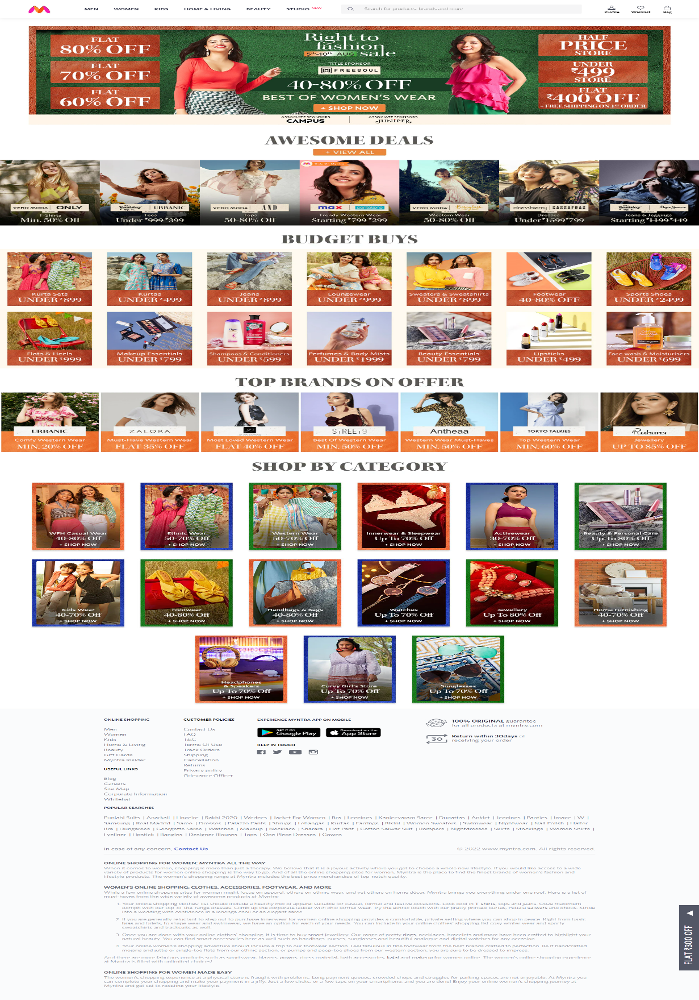 MEN WOMEN KIDS HOME & LIVING BEAUTY STUDIO NEW
Search for products, brands and more
Profile Wishlist Bag
FLAT
80% OFF
FLAT
70% OFF
FLAT
60% OFF
Right to
fashion
5th-10th AUG sale
TITLE SPONSOR
FREESOUL
40-80% OFF
BEST OF WOMEN'S WEAR
+ SHOP NOW
HALF
PRICE
STORE
UNDER
₹499
STORE
FLAT
₹400 OFF
+ FREE SHIPPING ON 1ST ORDER
ASSOCIATE SPONSORS
CAMPUS
ASSOCIATE SPONSORS
JUNIPER
AWESOME DEALS
+ VIEW ALL
VERO MODA ONLY
T-Shirts
Min. 50% Off
URBANIC
Tees
Under ₹999 ₹399
VERO MODA AND
Tops
50-80% Off
Only On Myntra
max pantaloons
Trendy Western Wear
Starting ₹799 ₹299
VERO MODA
Western Wear
50-80% Off
dressberry SASSAFRAS
Dresses
Under ₹1599 ₹799
Jeans & Jeggings
Starting ₹1199 ₹449
BUDGET BUYS
Kurta Sets
UNDER ₹899
Kurtas
UNDER ₹499
Jeans
UNDER ₹899
Loungewear
UNDER ₹999
Sweaters & Sweatshirts
UNDER ₹899
Footwear
40-80% OFF
Sports Shoes
UNDER ₹2499
Flats & Heels
UNDER ₹999
Makeup Essentials
UNDER ₹799
Shampoos & Conditioners
UNDER ₹599
Perfumes & Body Mists
UNDER ₹1999
Beauty Essentials
UNDER ₹799
Lipsticks
UNDER ₹499
Face wash & Moisturisers
UNDER ₹699
TOP BRANDS ON OFFER
URBANIC
Comfy Western Wear
MIN. 20% OFF
ZALORA
Must-Have Western Wear
FLAT 35% OFF
Most Loved Western Wear
FLAT 40% OFF
STREET9
Best Of Western Wear
MIN. 50% OFF
Antheaa
Western Wear Must-Haves
MIN. 50% OFF
TOKYO TALKIES
Top Western Wear
MIN. 60% OFF
Rubans
Jewellery
UP TO 85% OFF
SHOP BY CATEGORY
WFH Casual Wear
40-80% Off
+ SHOP NOW
Ethnic Wear
50-70% Off
+ SHOP NOW
Western Wear
50-70% Off
+ SHOP NOW
Innerwear & Sleepwear
Up To 70% Off
+ SHOP NOW
Activewear
30-70% Off
+ SHOP NOW
Beauty & Personal Care
Up To 80% Off
+ SHOP NOW
Kids Wear
40-70% Off
+ SHOP NOW
Footwear
40-80% Off
+ SHOP NOW
Handbags & Bags
40-80% Off
+ SHOP NOW
Watches
Up To 70% Off
+ SHOP NOW
Jewellery
Up To 80% Off
+ SHOP NOW
Home Furnishing
40-70% Off
+ SHOP NOW
Headphones
& Speakers
Up To 70% Off
+ SHOP NOW
Curvy Girl's Store
Up To 70% Off
+ SHOP NOW
Sunglasses
Up To 70% Off
+ SHOP NOW
ONLINE SHOPPING
Men
Women
Kids
Home & Living
Beauty
Gift Cards
Myntra Insider
USEFUL LINKS
Blog
Careers
Site Map
Corporate Information
Whitehat
CUSTOMER POLICIES
Contact Us
FAQ
T&C
Terms Of Use
Track Orders
Shipping
Cancellation
Returns
Privacy policy
Grievance Officer
EXPERIENCE MYNTRA APP ON MOBILE
GET IT ON
Google Play
Download on the
App Store
KEEP IN TOUCH
100% ORIGINAL guarantee
for all products at myntra.com
30
Return within 30days of
receiving your order
POPULAR SEARCHES
Punjabi Suits | Anarkali | Lingerie | Rakhi 2020 | Wedges | Jacket For Women | Bra | Leggings | Kanjeevaram Saree | Dupattas | Anklet | Jeggings | Panties | Image | W |
Samsung | Real Madrid | Saree | Dresses | Palazzo Pants | Shrugs | Lehangas | Kurtas | Earrings | Bikini | Women Sweaters | Swimwear | Nightwear | Nail Polish | Halter
Bra | Dungarees | Georgette Saree | Watches | Makeup | Necklace | Sharara | Hot Pant | Cotton Salwar Suit | Rompers | Nightdresses | Skirts | Stockings | Women Shirts |
Eyeliner | Lipstick | Bangles | Designer Blouses | Tops | One Piece Dresses | Gowns
In case of any concern, Contact Us
© 2022 www.myntra.com. All rights reserved.
ONLINE SHOPPING FOR WOMEN: MYNTRA ALL THE WAY
When it comes to women, shopping is more than just a therapy. We believe that it is a joyous activity where you get to choose a whole new lifestyle. If you would like access to a wide
variety of products for women online shopping is the way to go. And of all the online shopping sites for women, Myntra is the place to find the finest brands of women's fashion and
lifestyle products. The women's shopping range at Myntra includes the best price merchandise of top-notch quality.
WOMEN'S ONLINE SHOPPING: CLOTHES, ACCESSORIES, FOOTWEAR, AND MORE
While a few online shopping sites for women might focus on apparel, others on ethnic wear, and yet others on home décor, Myntra brings you everything under one roof. Here is a list of
must-haves from the wide variety of awesome products at Myntra
1. Your online shopping clothes' list should include a healthy mix of apparel suitable for casual, formal and festive occasions. Look cool in T-shirts, tops and jeans. Ooze maximum
oomph with our top-of-the-range dresses. Climb up the corporate ladder with chic formal wear. Try the ethnic touch with our pretty printed kurtas, Patiala salwars and dhotis. Stride
into a wedding with confidence in a lehenga choli or an elegant saree.
2. If you are generally reluctant to step out to purchase innerwear for women online shopping provides a comfortable, private setting where you can shop in peace. Right from basic
bras and briefs, to shape wear and swimwear, we have an option for each of your needs. You can include in your online clothes' shopping list cosy winter wear and sporty
sweatshirts and tracksuits as well.
3. Once you are done with your online clothes' shopping, it is time to buy smart jewellery. Our range of pretty rings, necklaces, bracelets and more have been crafted to highlight your
natural beauty. You can find smart accessories here as well such as handbags, purses, sunglasses and beautiful analogue and digital watches for any occasion.
4. Your online women's shopping adventure should include a trip to our footwear section. Feel fabulous in fine footwear from the best brands crafted to perfection. Be it handcrafted
mojaris and juttis or single-toe flats from our ethnic section, or pumps and peep-toe shoes from our western section, you are sure to be dressed to impress.
And there are more fabulous products such as sportswear, blazers, gowns, dress material, bath accessories, kajal and makeup for women online. The women's online shopping experience
at Myntra is filled with unlimited choices!
ONLINE SHOPPING FOR WOMEN MADE EASY
The women's shopping experience at a physical store is fraught with problems. Long payment queues, crowded shops and struggles for parking spaces are not enjoyable. At Myntra you
can complete your shopping and make your payment in a jiffy. Just a few clicks, or a few taps on your smartphone, and you are done! Enjoy your online women's shopping journey at
Myntra and get set to redefine your lifestyle.
FLAT ₹300 OFF